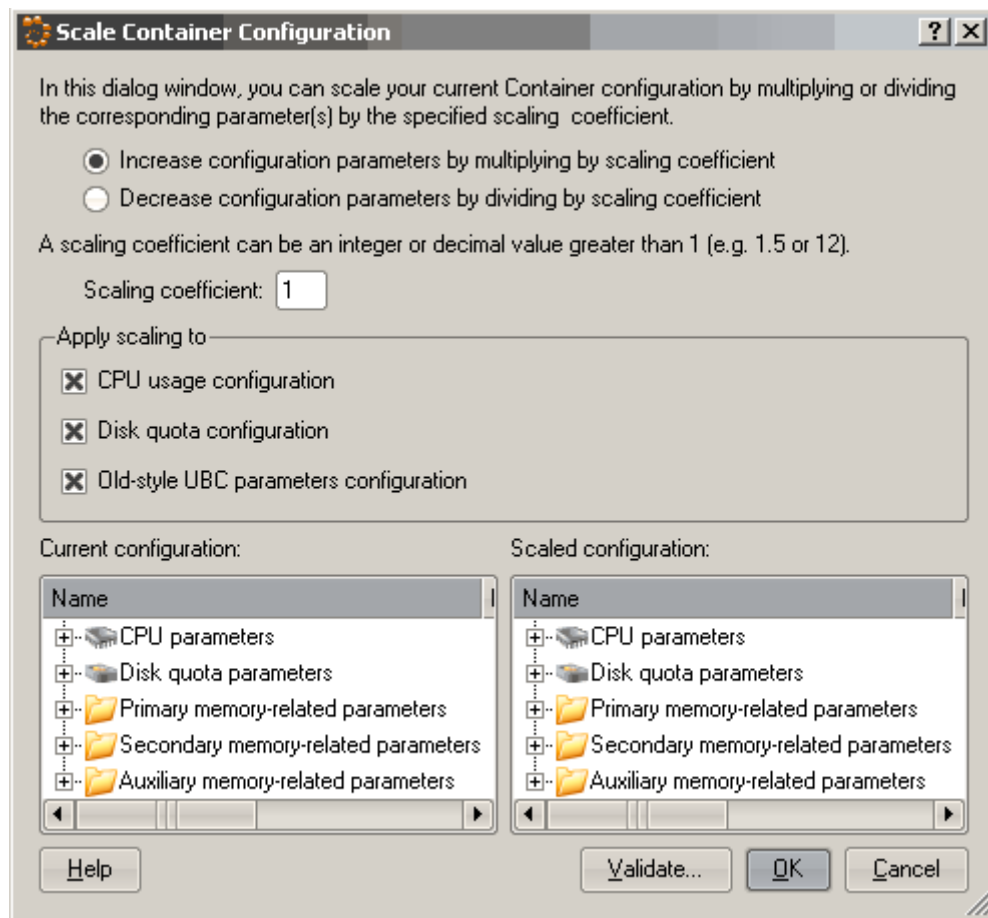 Scale Container Configuration
In this dialog window, you can scale your current Container configuration by multiplying or dividing
the corresponding parameter(s) by the specified scaling coefficient.
Increase configuration parameters by multiplying by scaling coefficient
Decrease configuration parameters by dividing by scaling coefficient
A scaling coefficient can be an integer or decimal value greater than 1 (e.g. 1.5 or 12).
Scaling coefficient: 1
Apply scaling to
CPU usage configuration
Disk quota configuration
Old-style UBC parameters configuration
Current configuration:
Name
CPU parameters
Disk quota parameters
Primary memory-related parameters
Secondary memory-related parameters
Auxiliary memory-related parameters
Scaled configuration:
Name
CPU parameters
Disk quota parameters
Primary memory-related parameters
Secondary memory-related parameters
Auxiliary memory-related parameters
Help Validate... OK Cancel